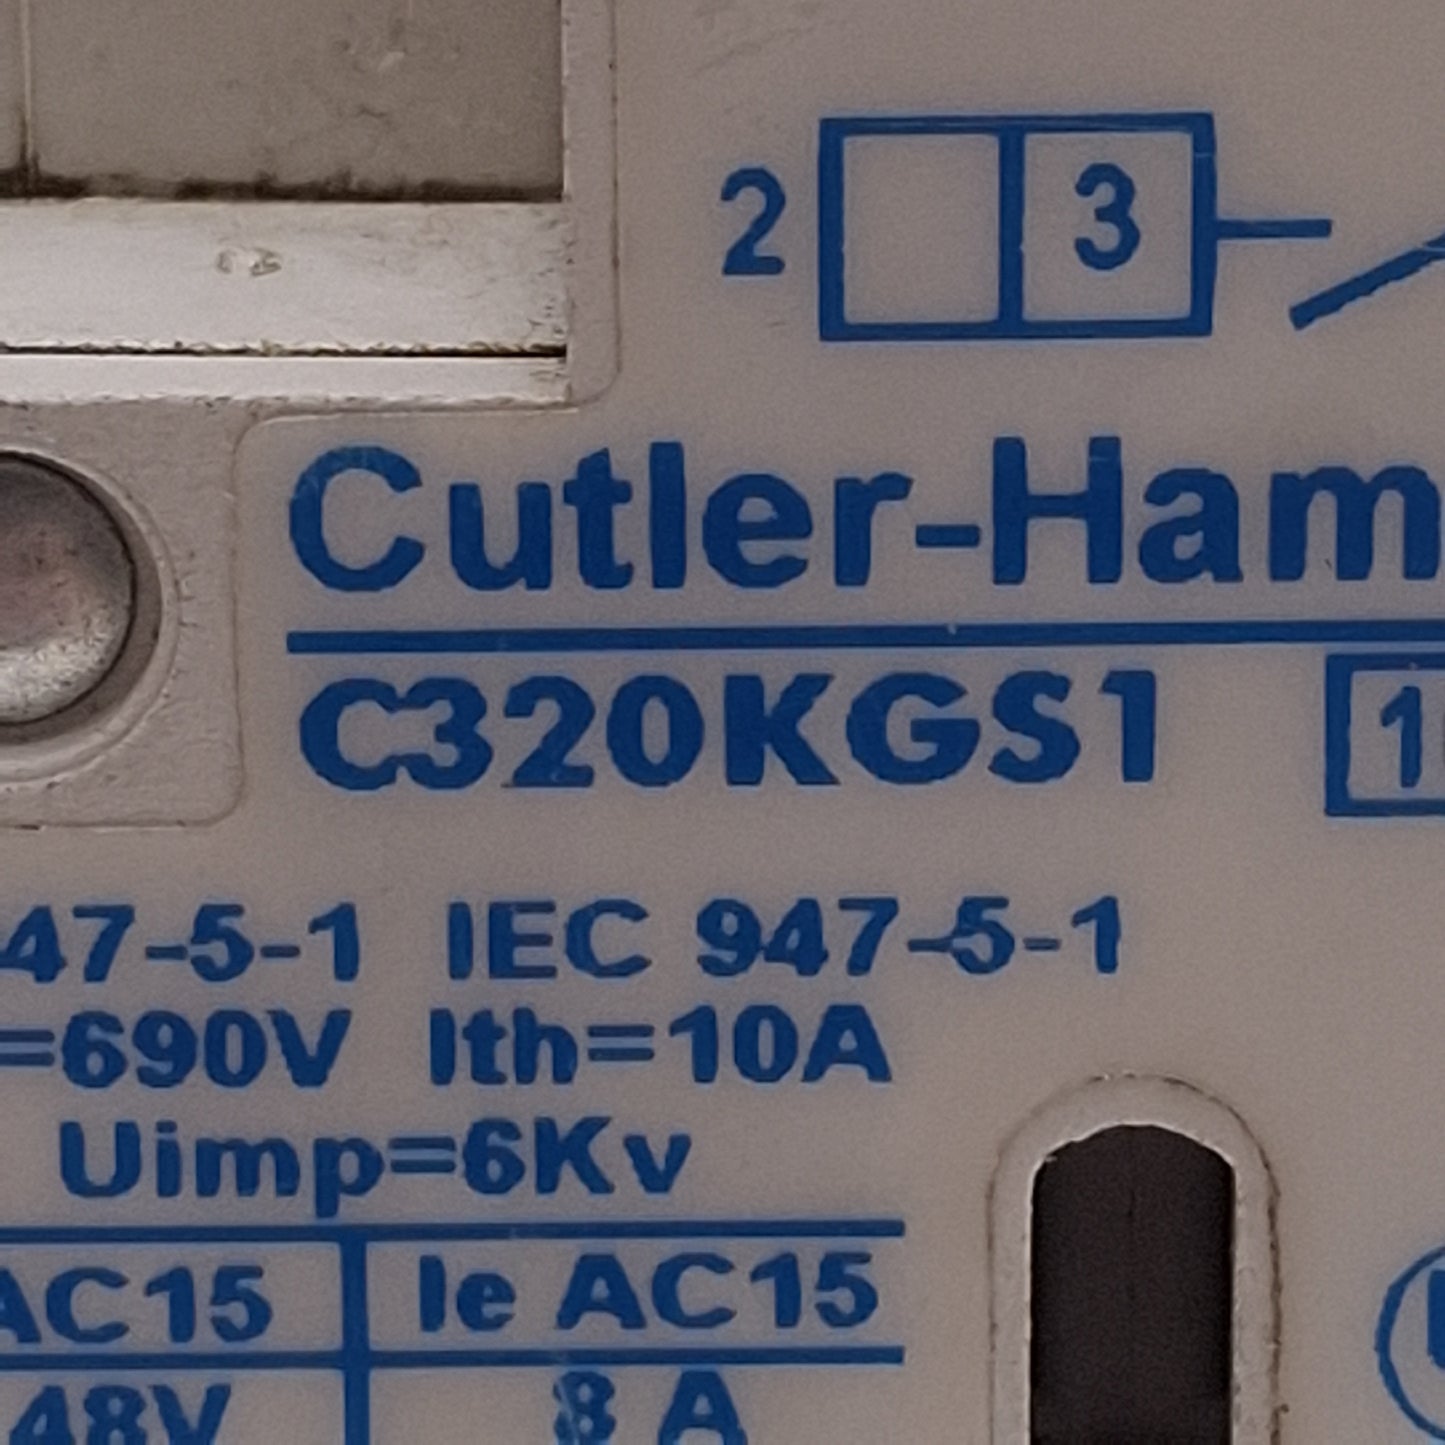 2 3
Cutler-Ham
C320KGS1
47-5-1 IEC 947-5-1
=690V Ith=10A
Uimp=6Kv
AC15 Ie AC15
48V 8 A